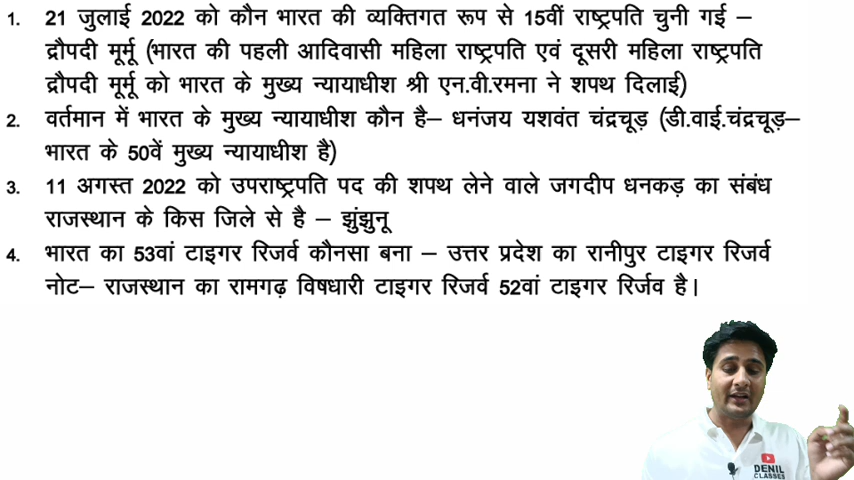 1. 21 जुलाई 2022 को कौन भारत की व्यक्तिगत रूप से 15वीं राष्ट्रपति चुनी गई –
द्रौपदी मूर्मू (भारत की पहली आदिवासी महिला राष्ट्रपति एवं दूसरी महिला राष्ट्रपति
द्रौपदी मूर्मू को भारत के मुख्य न्यायाधीश श्री एन.वी.रमना ने शपथ दिलाई)
2. वर्तमान में भारत के मुख्य न्यायाधीश कौन है– धनंजय यशवंत चंद्रचूड़ (डी.वाई.चंद्रचूड़–
भारत के 50वें मुख्य न्यायाधीश है)
3. 11 अगस्त 2022 को उपराष्ट्रपति पद की शपथ लेने वाले जगदीप धनकड़ का संबंध
राजस्थान के किस जिले से है – झुंझुनू
4. भारत का 53वां टाइगर रिजर्व कौनसा बना – उत्तर प्रदेश का रानीपुर टाइगर रिजर्व
नोट– राजस्थान का रामगढ़ विषधारी टाइगर रिजर्व 52वां टाइगर रिर्जव है।
DENIL
CLASSES